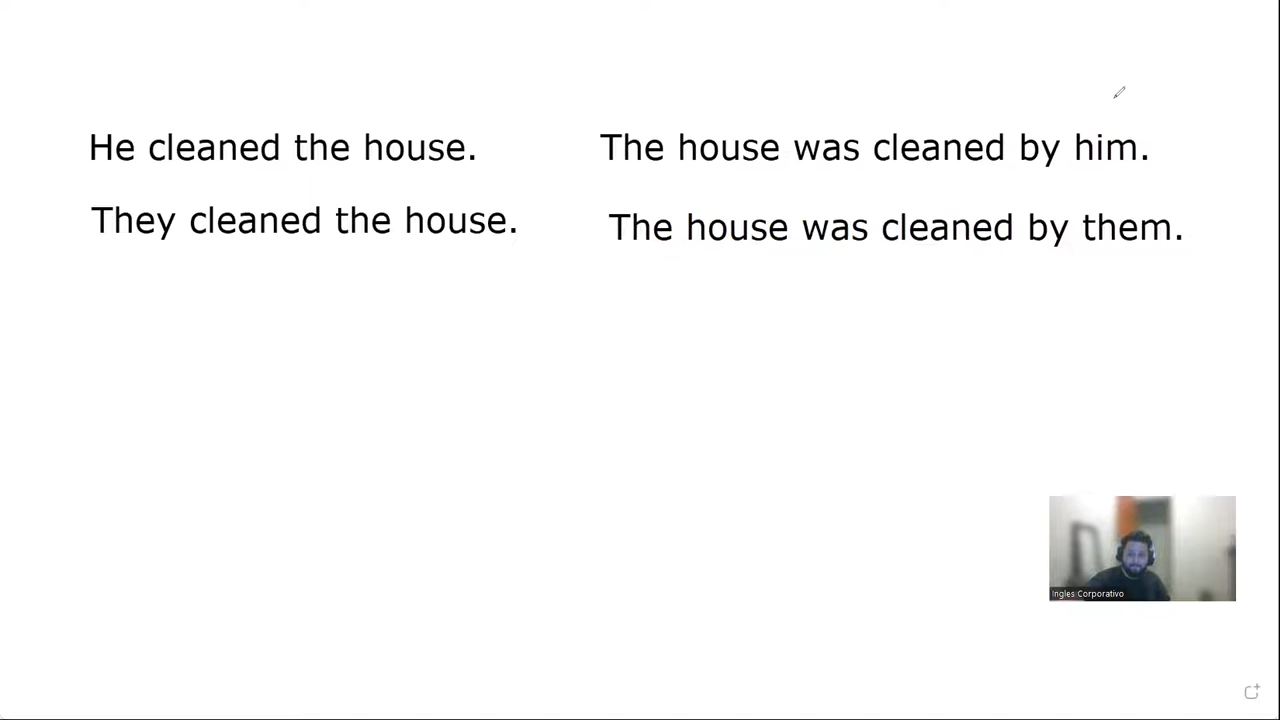 He cleaned the house.
The house was cleaned by him.
They cleaned the house.
The house was cleaned by them.
Ingles Corporativo